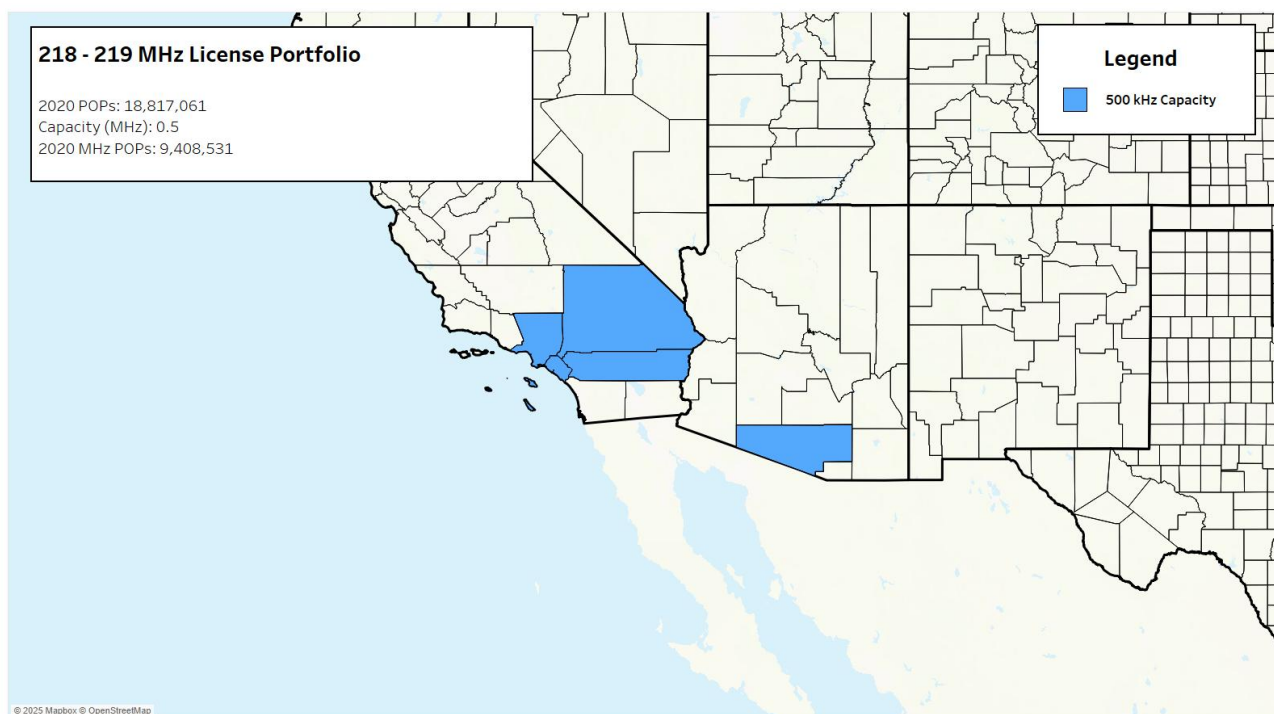 218 - 219 MHz License Portfolio
2020 POPs: 18,817,061
Capacity (MHz): 0.5
2020 MHz POPs: 9,408,531
Legend
500 kHz Capacity
© 2025 Mapbox © OpenStreetMap